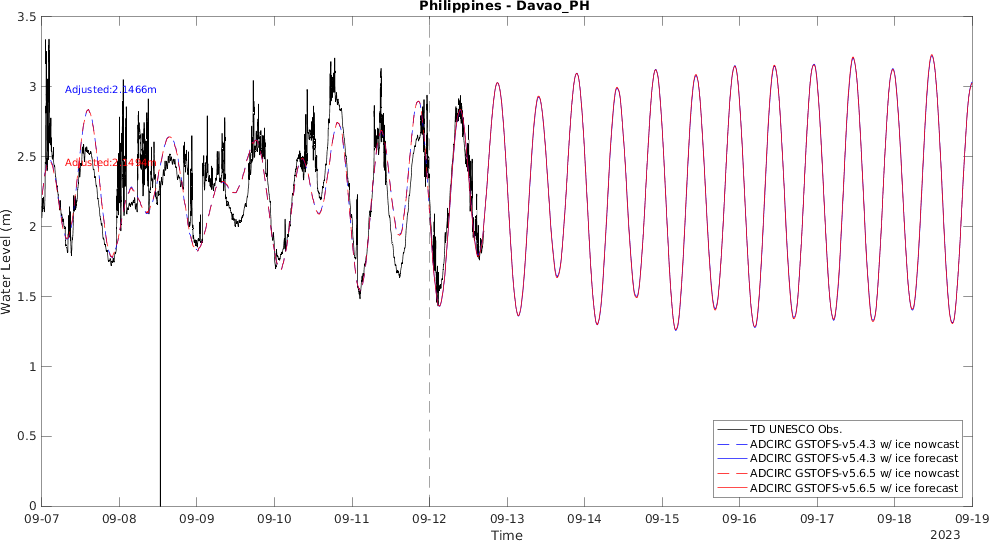 Philippines - Davao_PH
3.5
3
2.5
2
1.5
1
0.5
0
Water Level (m)
Adjusted:2.1466m
09-07
09-08
09-09
09-10
09-11
09-12
09-13
09-14
09-15
09-16
09-17
09-18
09-19
Time
2023
TD UNESCO Obs.
ADCIRC GSTOFS-v5.4.3 w/ ice nowcast
ADCIRC GSTOFS-v5.4.3 w/ ice forecast
ADCIRC GSTOFS-v5.6.5 w/ ice nowcast
ADCIRC GSTOFS-v5.6.5 w/ ice forecast